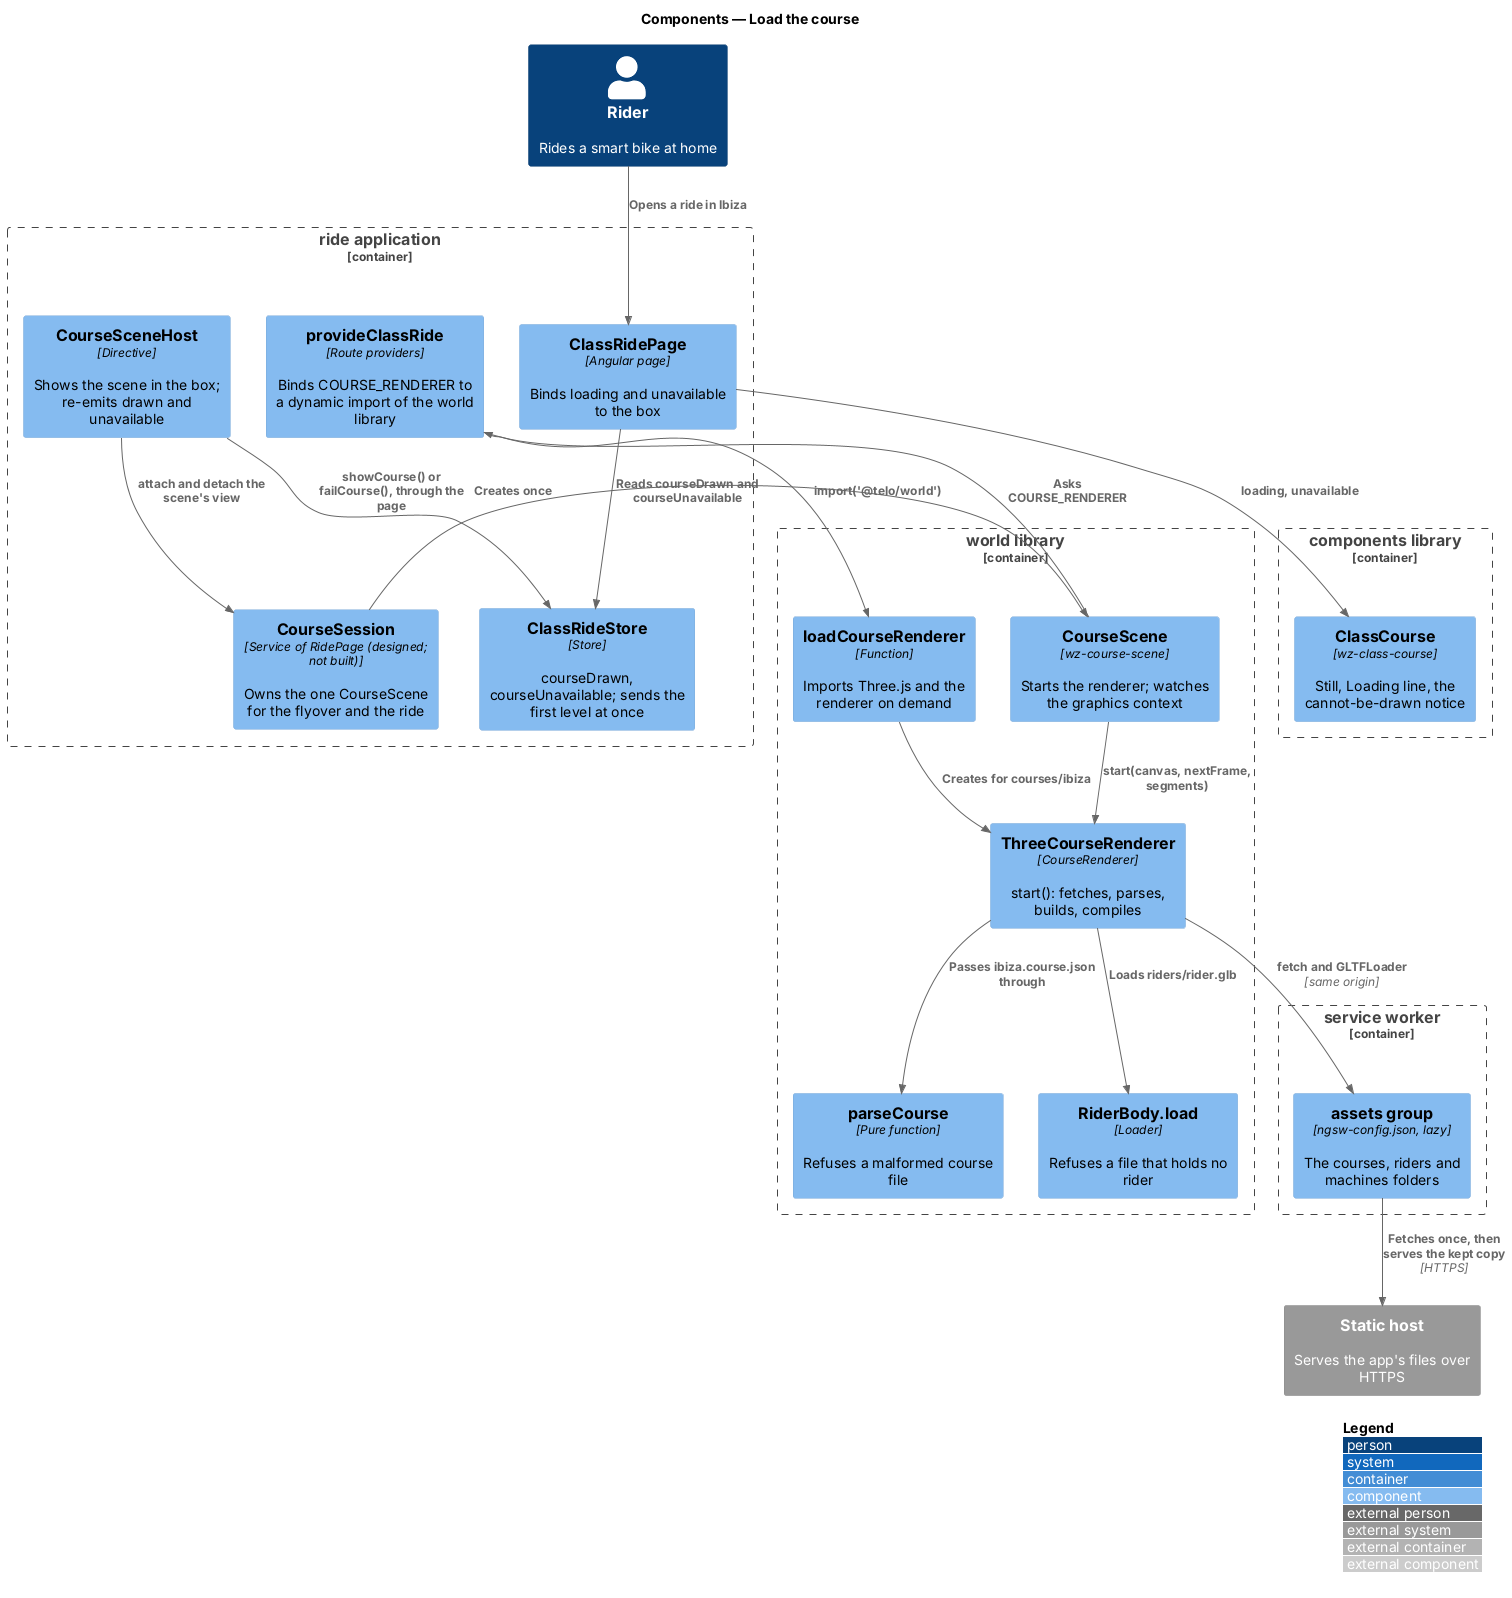 Components — Load the course
Rider
Rides a smart bike at home
Opens a ride in Ibiza
ride application
[container]
CourseSceneHost
[Directive]
Shows the scene in the box;
re-emits drawn and
unavailable
provideClassRide
[Route providers]
Binds COURSE_RENDERER to
a dynamic import of the world
library
ClassRidePage
[Angular page]
Binds loading and unavailable
to the box
attach and detach the
scene's view
showCourse() or
failCourse(), through the
page
Creates once
Reads courseDrawn and
courseUnavailable
import('@telo/world')
Asks
COURSE_RENDERER
loading, unavailable
world library
[container]
components library
[container]
CourseSession
[Service of RidePage (designed;
not built)]
Owns the one CourseScene
for the flyover and the ride
ClassRideStore
[Store]
courseDrawn,
courseUnavailable; sends the
first level at once
loadCourseRenderer
[Function]
Imports Three.js and the
renderer on demand
CourseScene
[wz-course-scene]
Starts the renderer; watches
the graphics context
ClassCourse
[wz-class-course]
Still, Loading line, the
cannot-be-drawn notice
Creates for courses/ibiza
start(canvas, nextFrame,
segments)
ThreeCourseRenderer
[CourseRenderer]
start(): fetches, parses,
builds, compiles
Passes ibiza.course.json
through
Loads riders/rider.glb
fetch and GLTFLoader
[same origin]
service worker
[container]
parseCourse
[Pure function]
Refuses a malformed course
file
RiderBody.load
[Loader]
Refuses a file that holds no
rider
assets group
[ngsw-config.json, lazy]
The courses, riders and
machines folders
Fetches once, then
serves the kept copy
[HTTPS]
Static host
Serves the app's files over
HTTPS
Legend
person
system
container
component
external person
external system
external container
external component